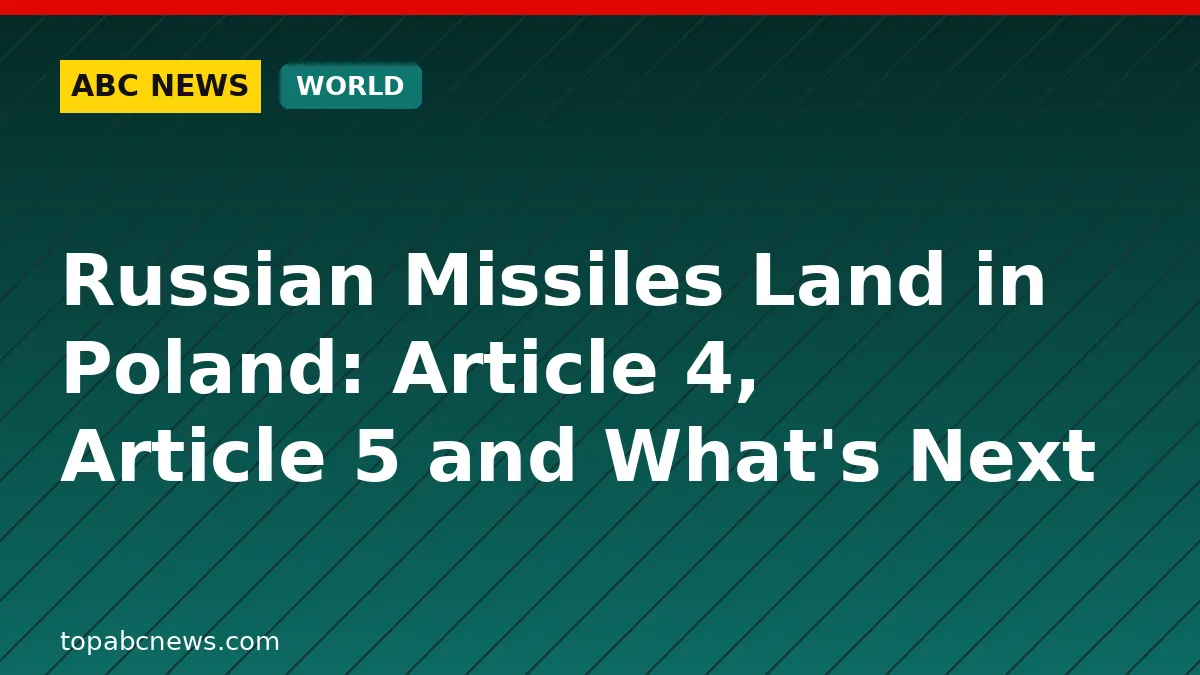 ABC NEWS
WORLD
Russian Missiles Land in
Poland: Article 4,
Article 5 and What's Next
topabcnews.com